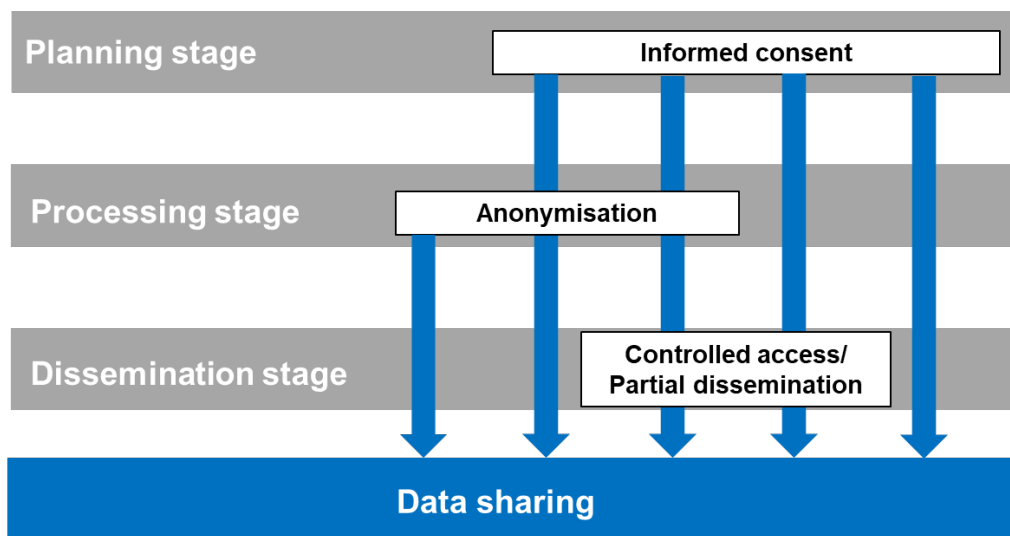 Planning stage
Informed consent
Processing stage
Anonymisation
Dissemination stage
Controlled access/
Partial dissemination
Data sharing